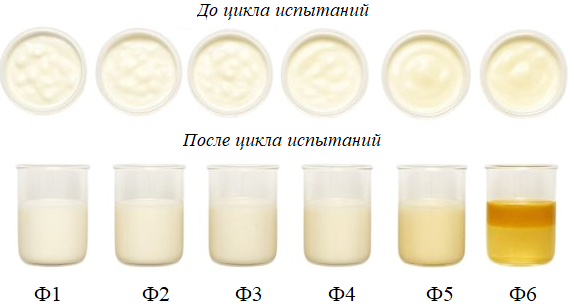 До цикла испытаний
После цикла испытаний
Ф1 Ф2 Ф3 Ф4 Ф5 Ф6